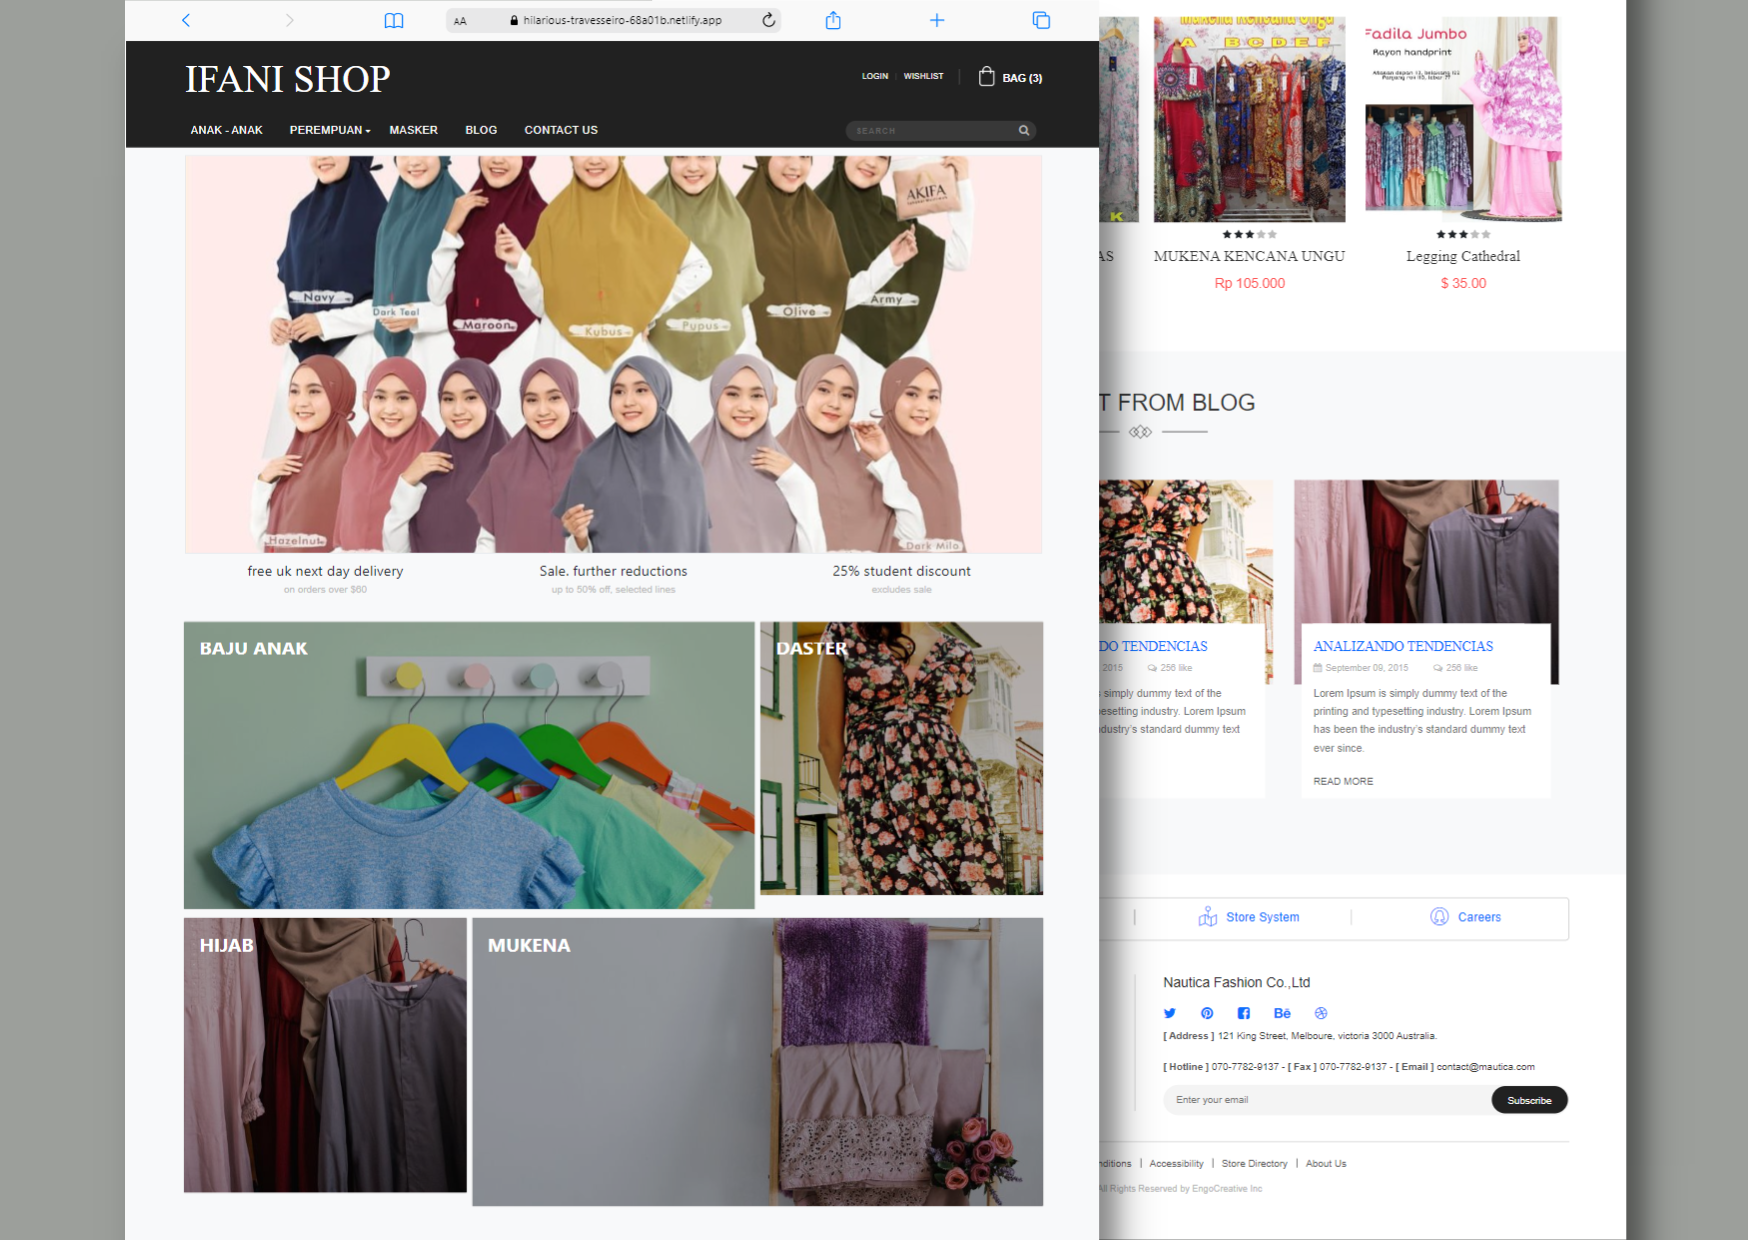 AA
hilarious-travesseiro-68a01b.netlify.app
IFANI SHOP
LOGIN
WISHLIST
BAG (3)
ANAK - ANAK
PEREMPUAN
MASKER
BLOG
CONTACT US
SEARCH
AKIFA
Navy
Dark Teal
Maroon
Kubus
Pupus
Olive
Army
Hazelnut
Dark Milo
free uk next day delivery
on orders over $60
Sale. further reductions
up to 50% off, selected lines
25% student discount
excludes sale
BAJU ANAK
DASTER
HIJAB
MUKENA
Mukena Kencana Ungu
A B C D E F
K
Fadila Jumbo
Rayon handprint
AS
MUKENA KENCANA UNGU
Rp 105.000
Legging Cathedral
$ 35.00
T FROM BLOG
DO TENDENCIAS
2015
256 like
simply dummy text of the
esetting industry. Lorem Ipsum
dustry's standard dummy text
ANALIZANDO TENDENCIAS
September 09, 2015
256 like
Lorem Ipsum is simply dummy text of the
printing and typesetting industry. Lorem Ipsum
has been the industry's standard dummy text
ever since.
READ MORE
Store System
Careers
Nautica Fashion Co.,Ltd
Bē
[ Address ] 121 King Street, Melboure, victoria 3000 Australia.
[ Hotline ] 070-7782-9137 - [ Fax ] 070-7782-9137 - [ Email ] contact@mautica.com
Enter your email
Subscribe
nditions | Accessibility | Store Directory | About Us
All Rights Reserved by EngoCreative Inc